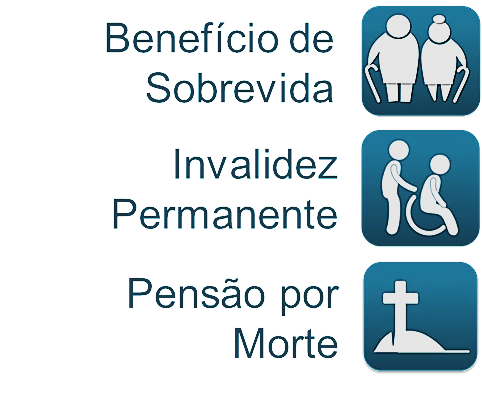 Benefício de
Sobrevida
Invalidez
Permanente
Pensão por
Morte